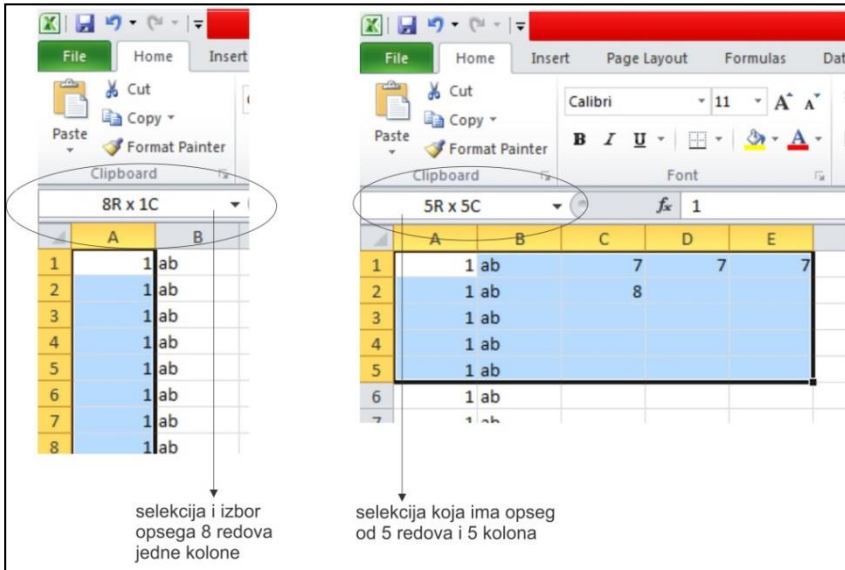 File Home Insert
Cut
Copy
Paste
Format Painter
Clipboard
8R x 1C
A B
1 1 ab
2 1 ab
3 1 ab
4 1 ab
5 1 ab
6 1 ab
7 1 ab
8 1 ab
selekcija i izbor
opsega 8 redova
jedne kolone
File Home Insert Page Layout Formulas Dat
Cut
Copy
Paste
Format Painter
Calibri 11 A A
B I U A
Clipboard Font
5R x 5C fx 1
A B C D E
1 1 ab 7 7 7
2 1 ab 8
3 1 ab
4 1 ab
5 1 ab
6 1 ab
7 1 ab
selekcija koja ima opseg
od 5 redova i 5 kolona